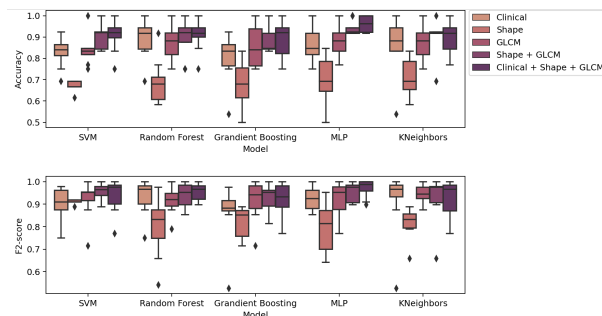 Accuracy
1.0
0.9
0.8
0.7
0.6
0.5
SVM Random Forest Grandient Boosting MLP KNeighbors
Model
Clinical
Shape
GLCM
Shape + GLCM
Clinical + Shape + GLCM
F2-score
1.0
0.9
0.8
0.7
0.6
SVM Random Forest Grandient Boosting MLP KNeighbors
Model